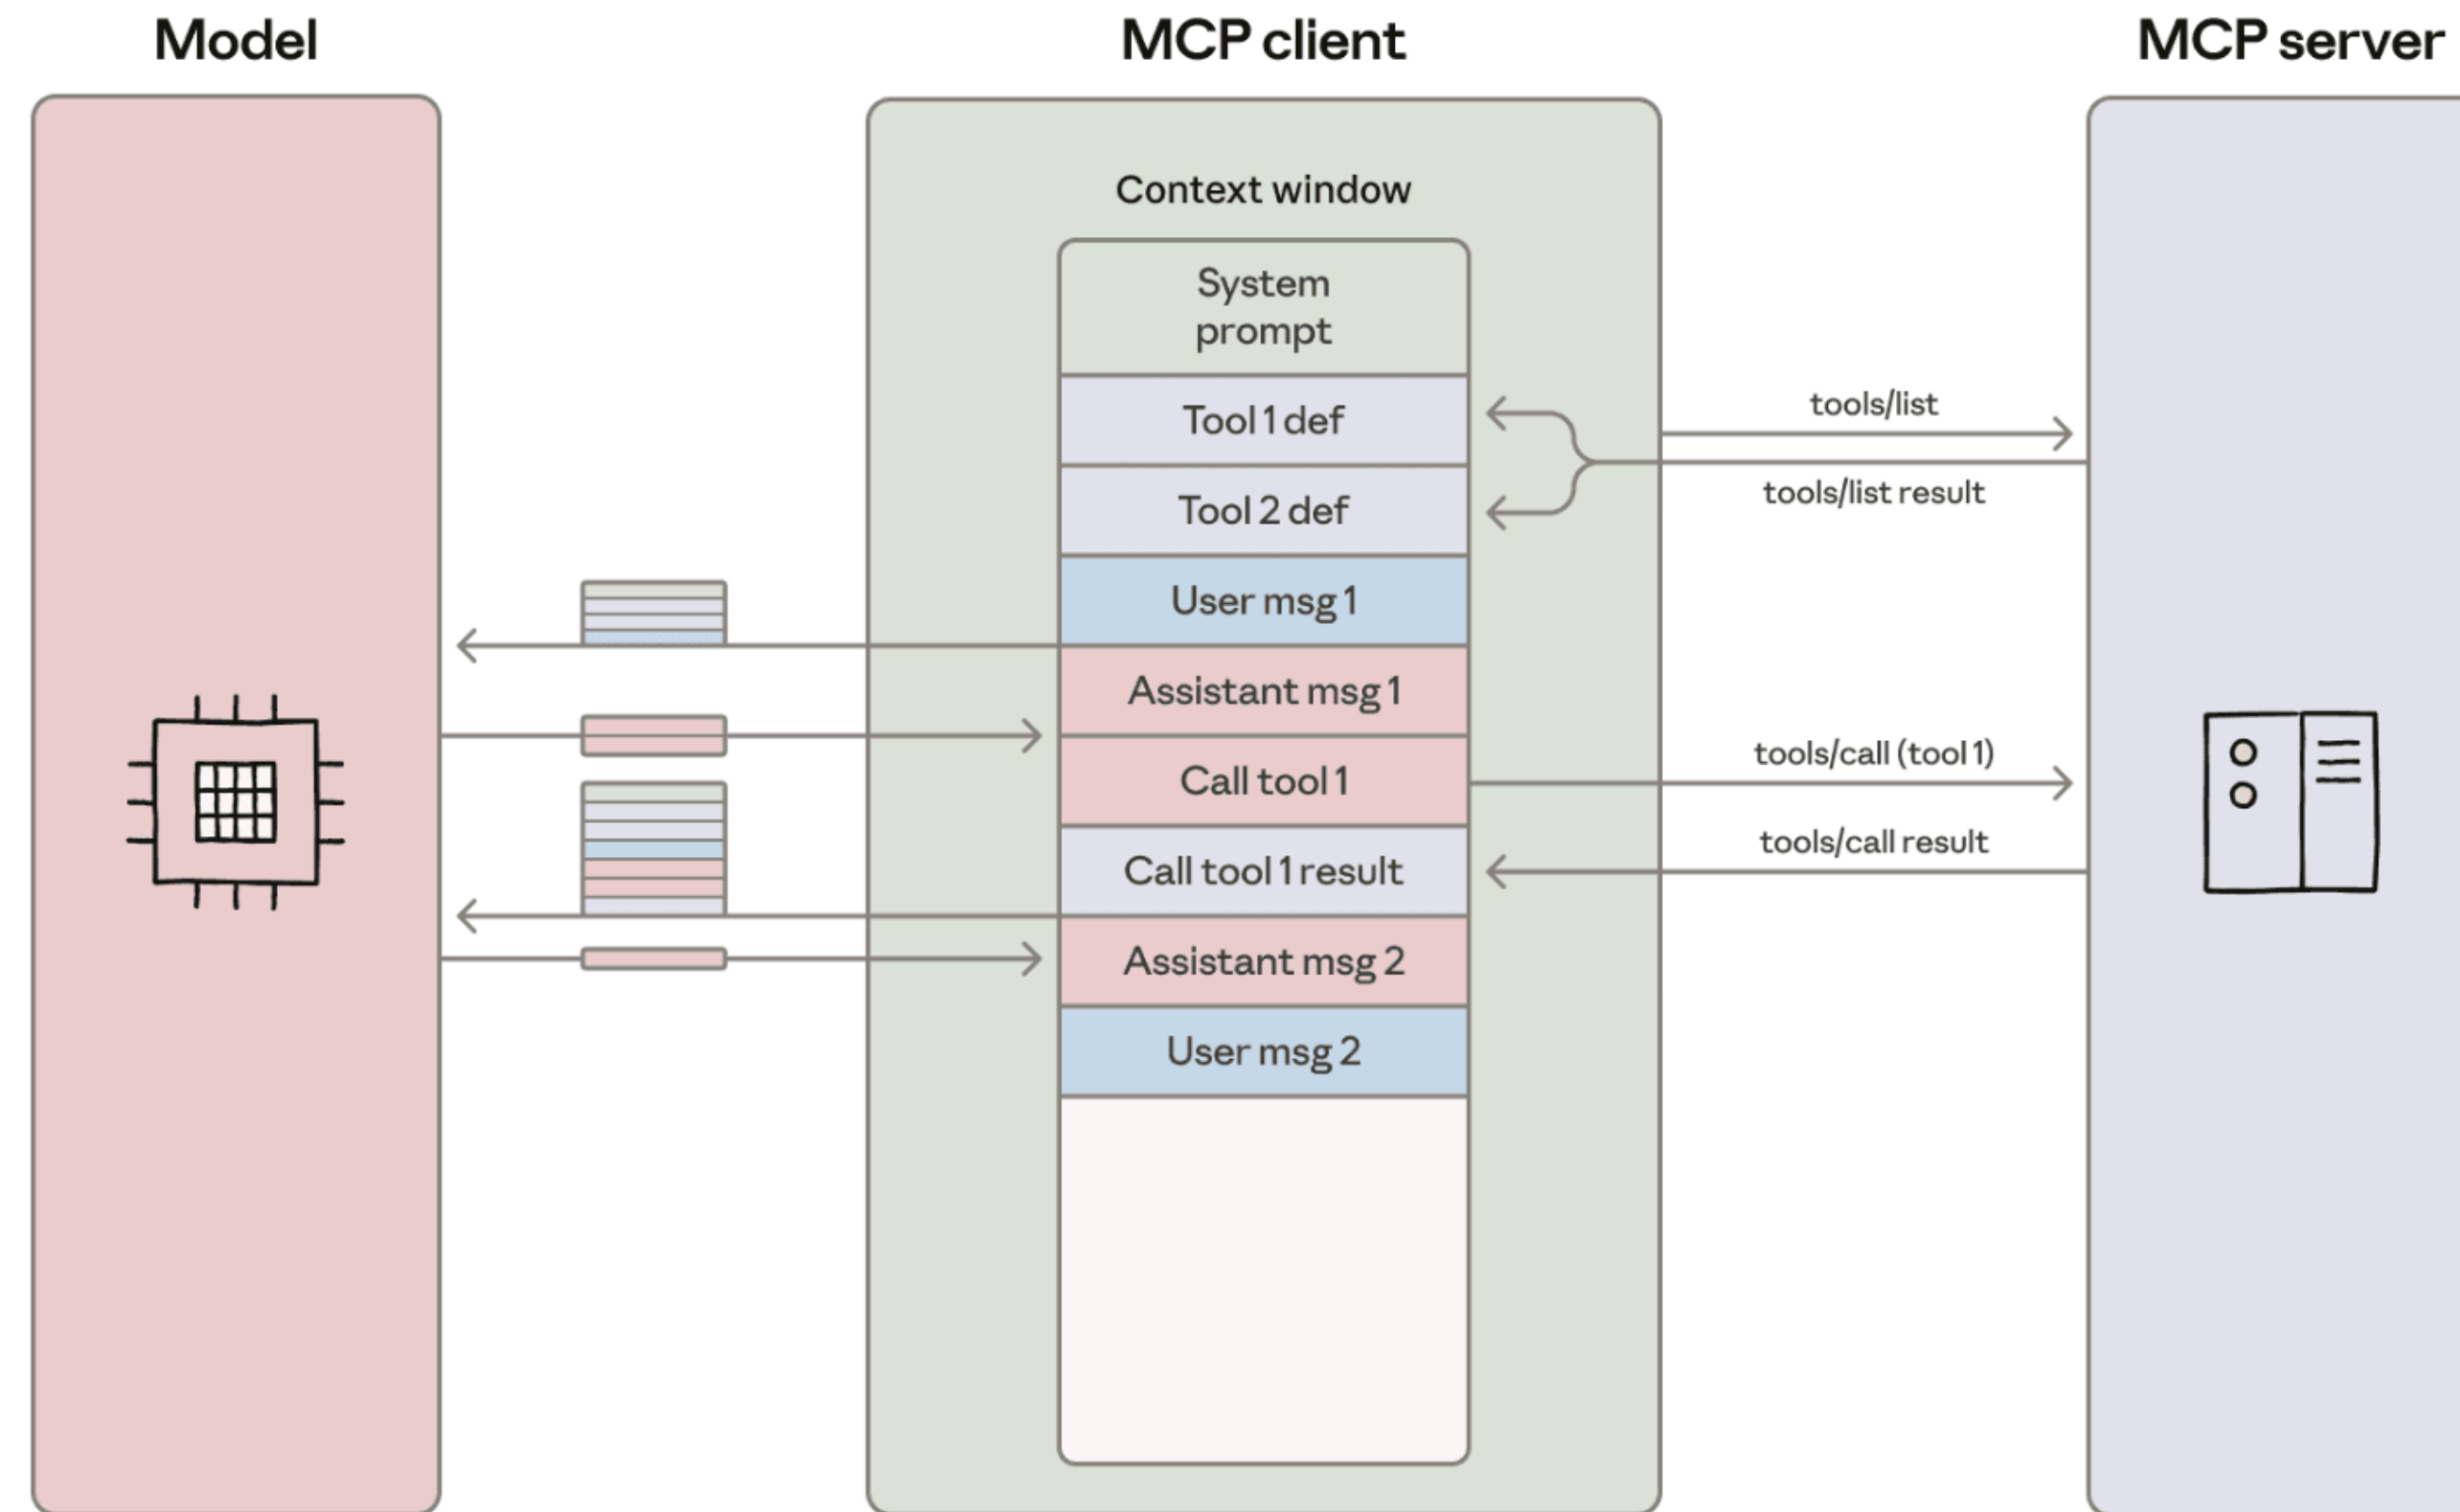 Model
MCP client
MCP server
Context window
System
prompt
Tool 1 def
Tool 2 def
User msg 1
Assistant msg 1
Call tool 1
Call tool 1 result
Assistant msg 2
User msg 2
tools/list
tools/list result
tools/call (tool 1)
tools/call result